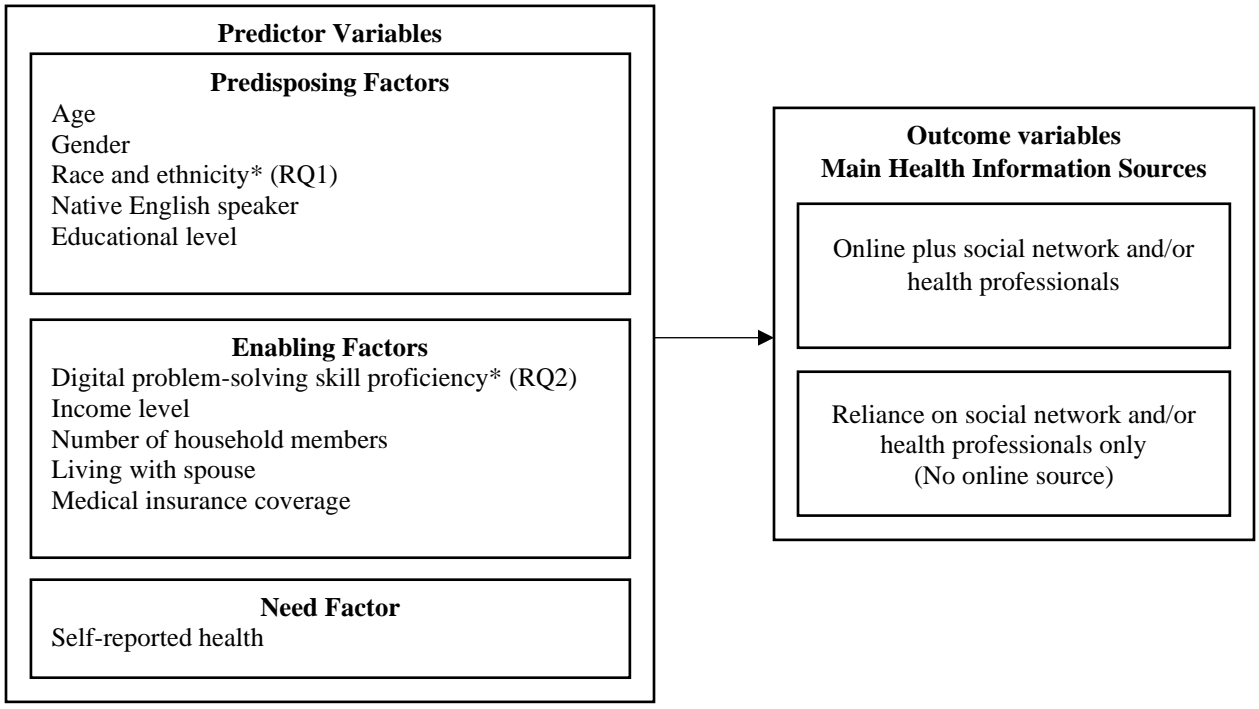 Predictor Variables
Predisposing Factors
Age
Gender
Race and ethnicity* (RQ1)
Native English speaker
Educational level
Enabling Factors
Digital problem-solving skill proficiency* (RQ2)
Income level
Number of household members
Living with spouse
Medical insurance coverage
Need Factor
Self-reported health
Outcome variables
Main Health Information Sources
Online plus social network and/or
health professionals
Reliance on social network and/or
health professionals only
(No online source)